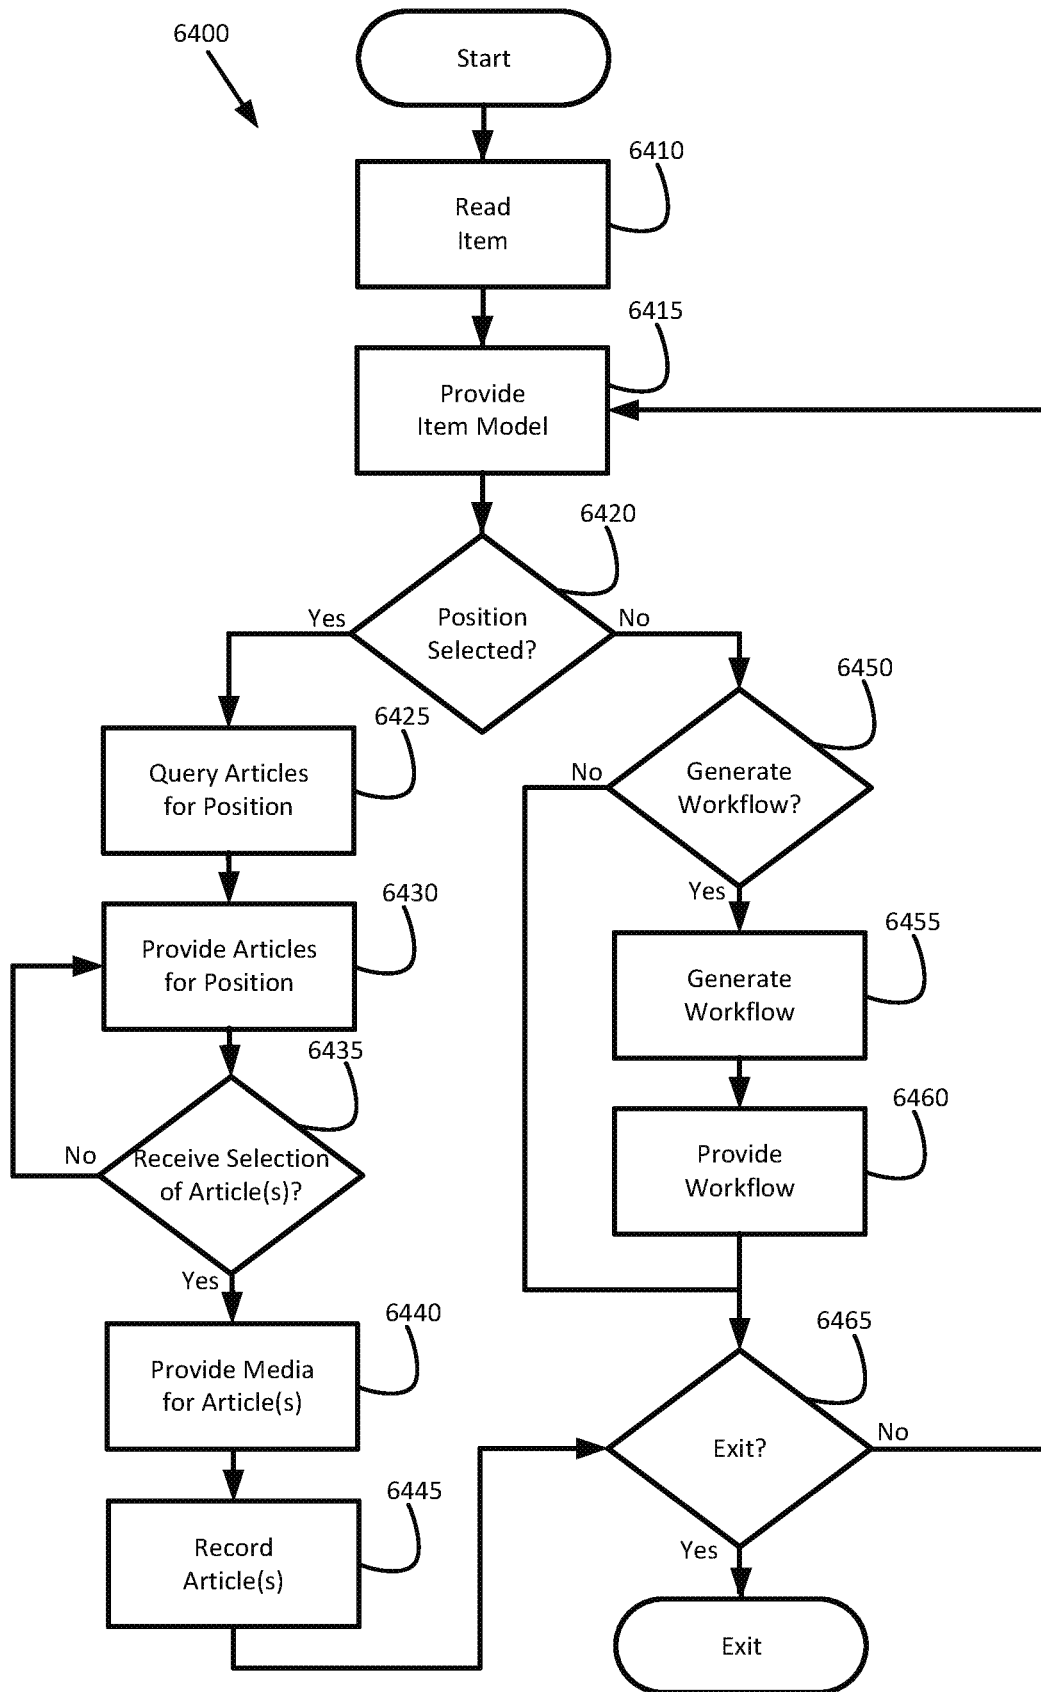 6400
Start
6410
Read
Item
6415
Provide
Item Model
6420
Position
Selected?
Yes
No
6425
Query Articles
for Position
6430
Provide Articles
for Position
6435
Receive Selection
of Article(s)?
No
Yes
6440
Provide Media
for Article(s)
6445
Record
Article(s)
6450
Generate
Workflow?
No
Yes
6455
Generate
Workflow
6460
Provide
Workflow
6465
Exit?
No
Yes
Exit